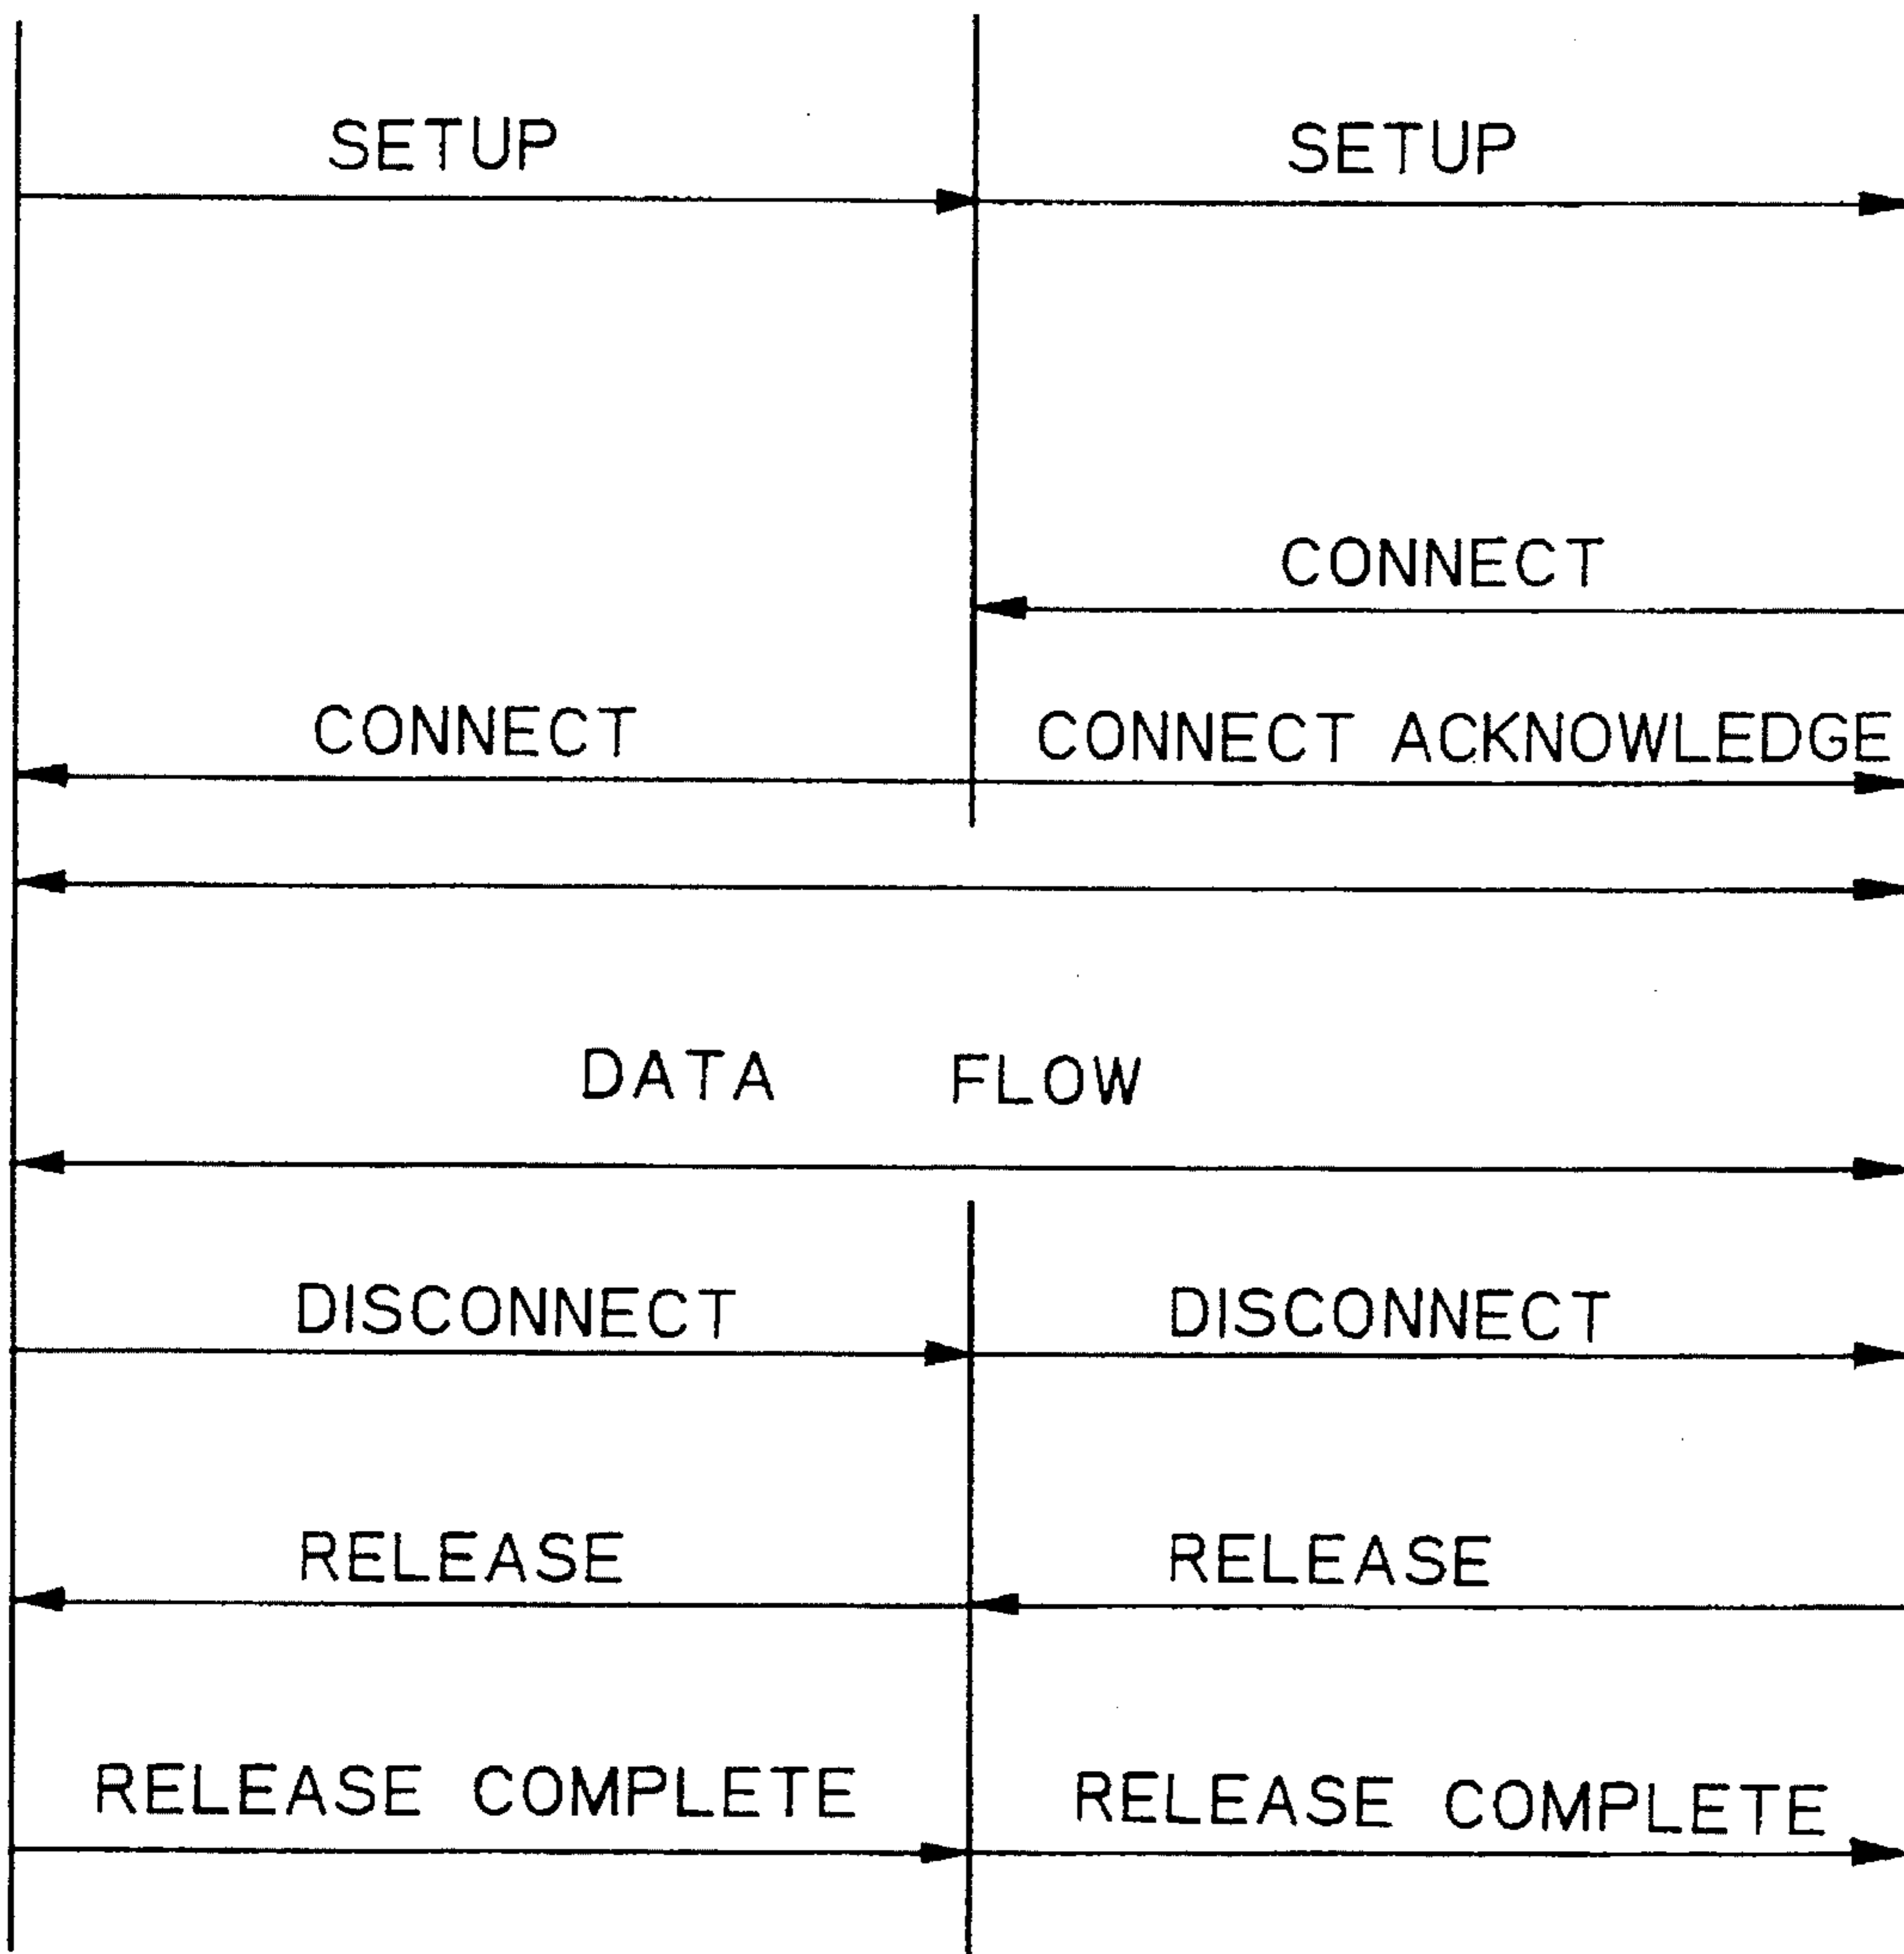 SETUP
SETUP
CONNECT
CONNECT
CONNECT ACKNOWLEDGE
DATA FLOW
DISCONNECT
DISCONNECT
RELEASE
RELEASE
RELEASE COMPLETE
RELEASE COMPLETE